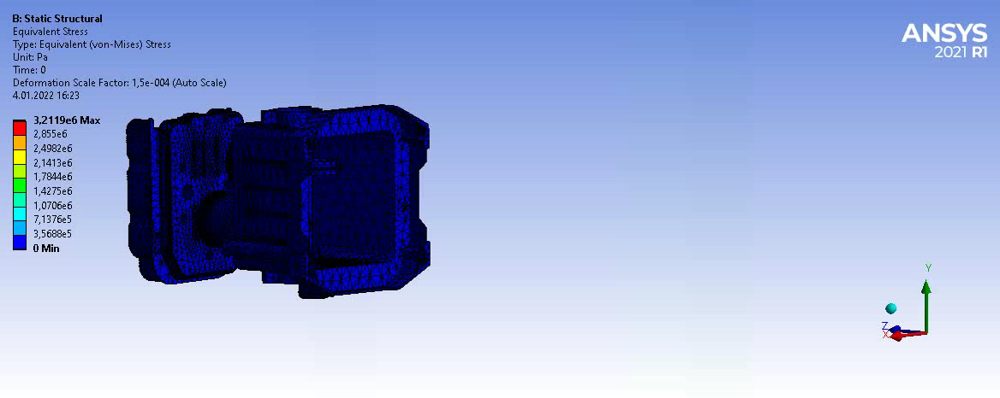 B: Static Structural
Equivalent Stress
Type: Equivalent (von-Mises) Stress
Unit: Pa
Time: 0
Deformation Scale Factor: 1,5e-004 (Auto Scale)
4.01.2022 16:23
ANSYS
2021 R1
3,2119e6 Max
2,855e6
2,4982e6
2,1413e6
1,7844e6
1,4275e6
1,0706e6
7,1376e5
3,5688e5
0 Min
Y
Z
X